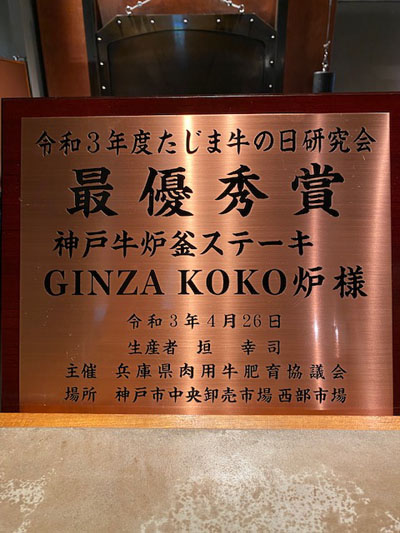 令和3年度たじま牛の日研究会
最優秀賞
神戸牛炉釜ステーキ
GINZA KOKO炉様
令和3年4月26日
生産者 垣 幸司
主催 兵庫県肉用牛肥育協議会
場所 神戸市中央卸売市場西部市場